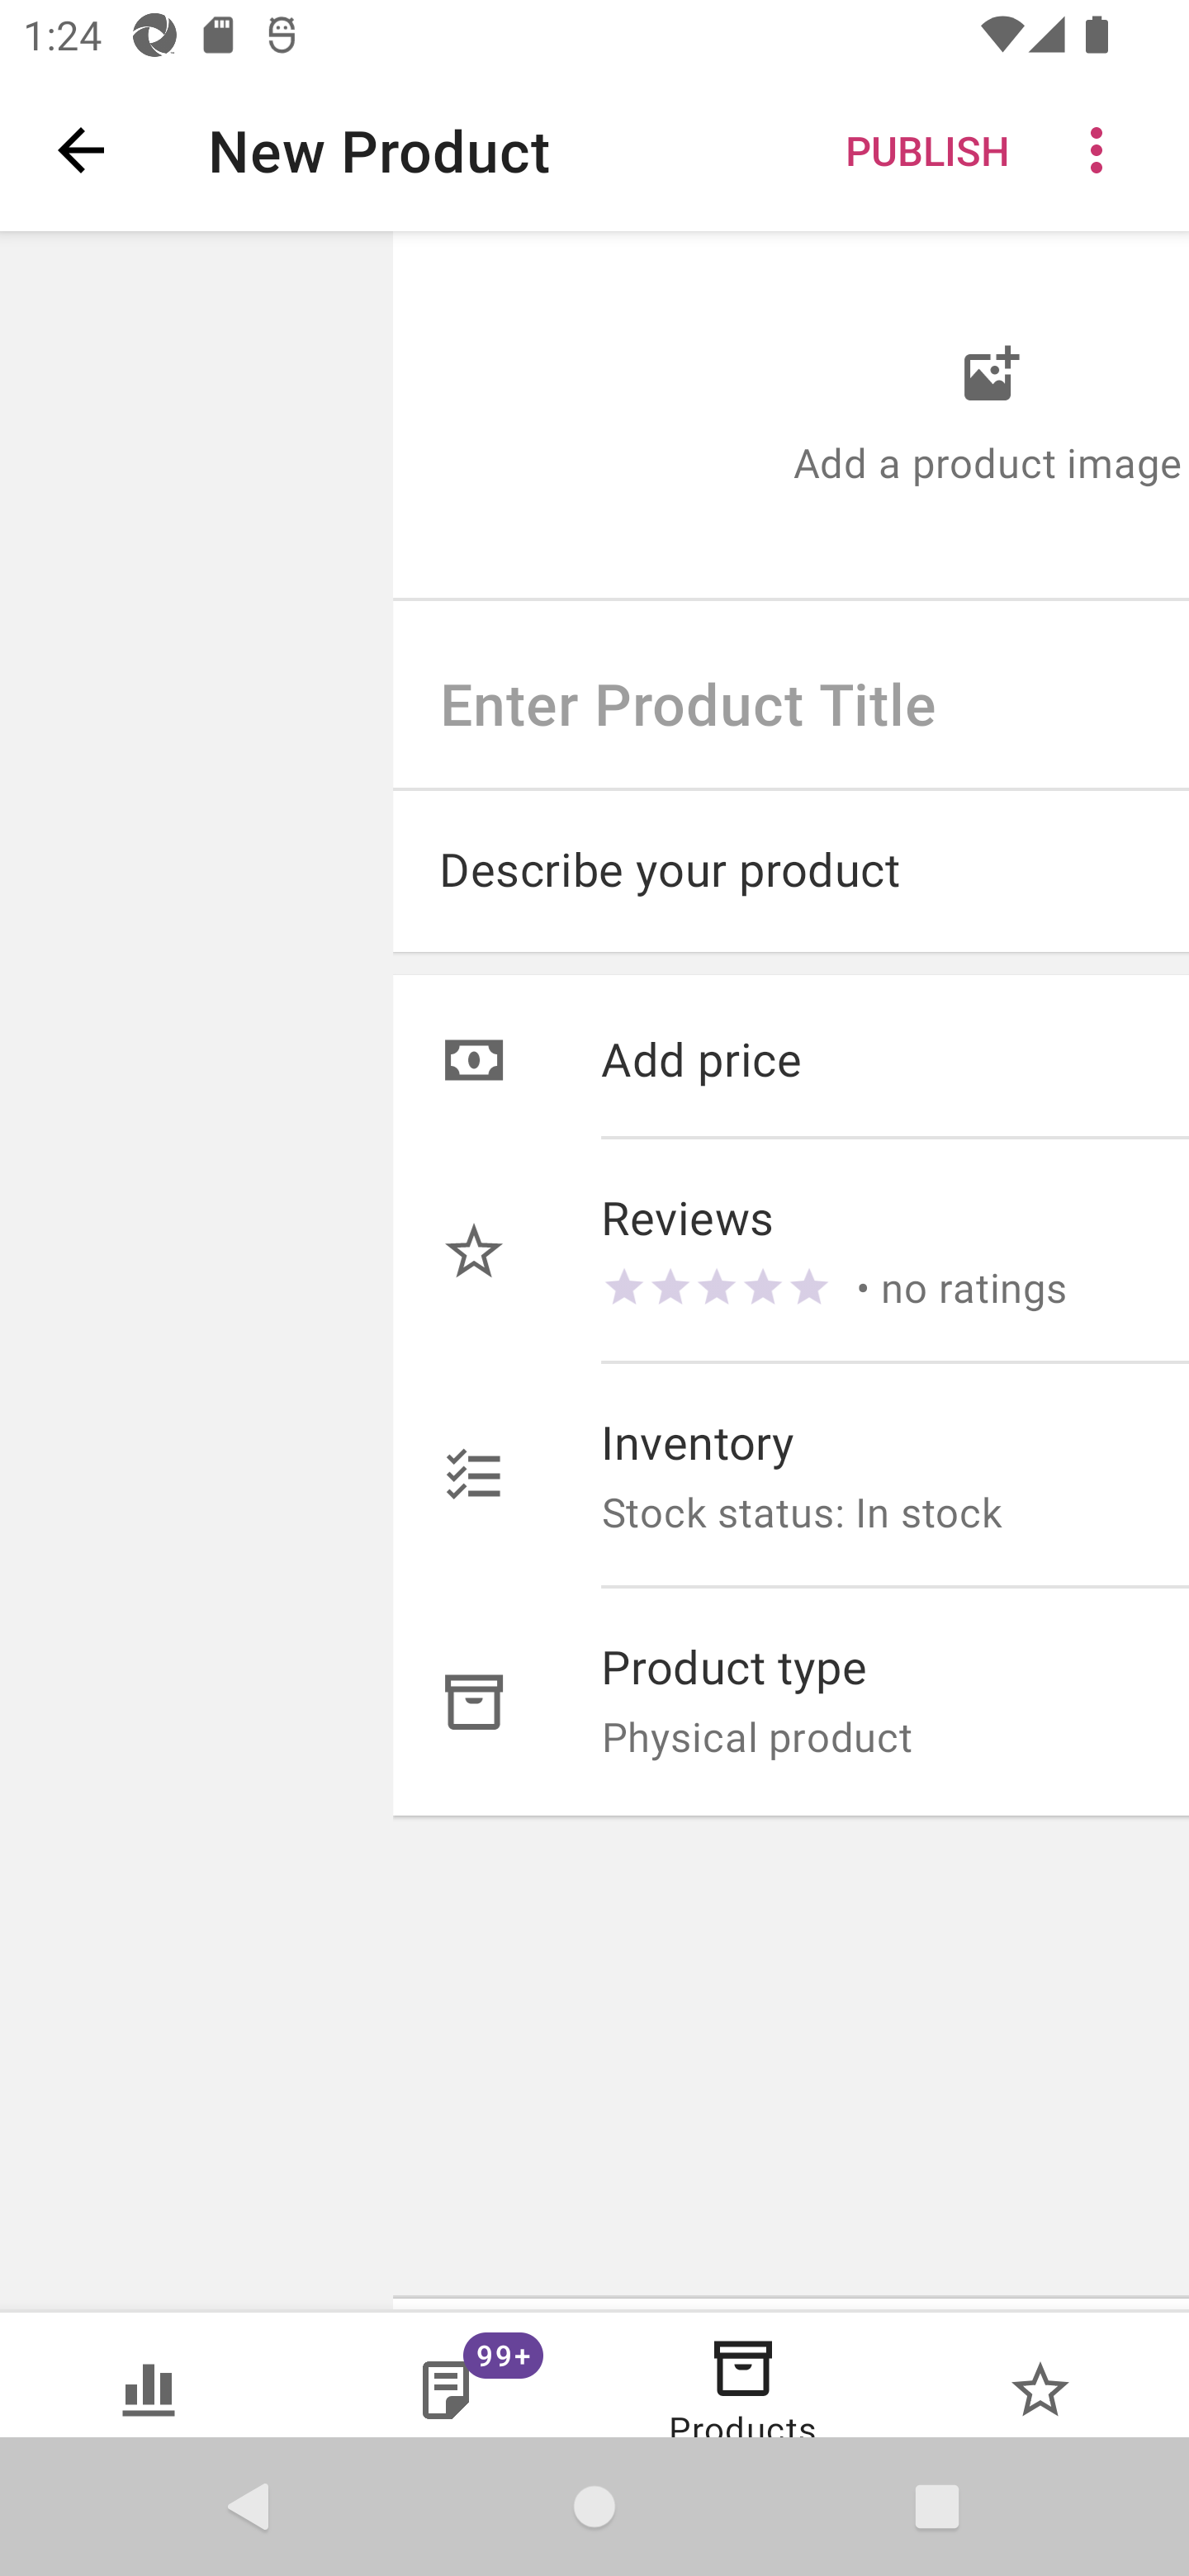 1:24
New Product
PUBLISH
Add a product image
Enter Product Title
Describe your product
Add price
Reviews
• no ratings
Inventory
Stock status: In stock
Product type
Physical product
99+
Products